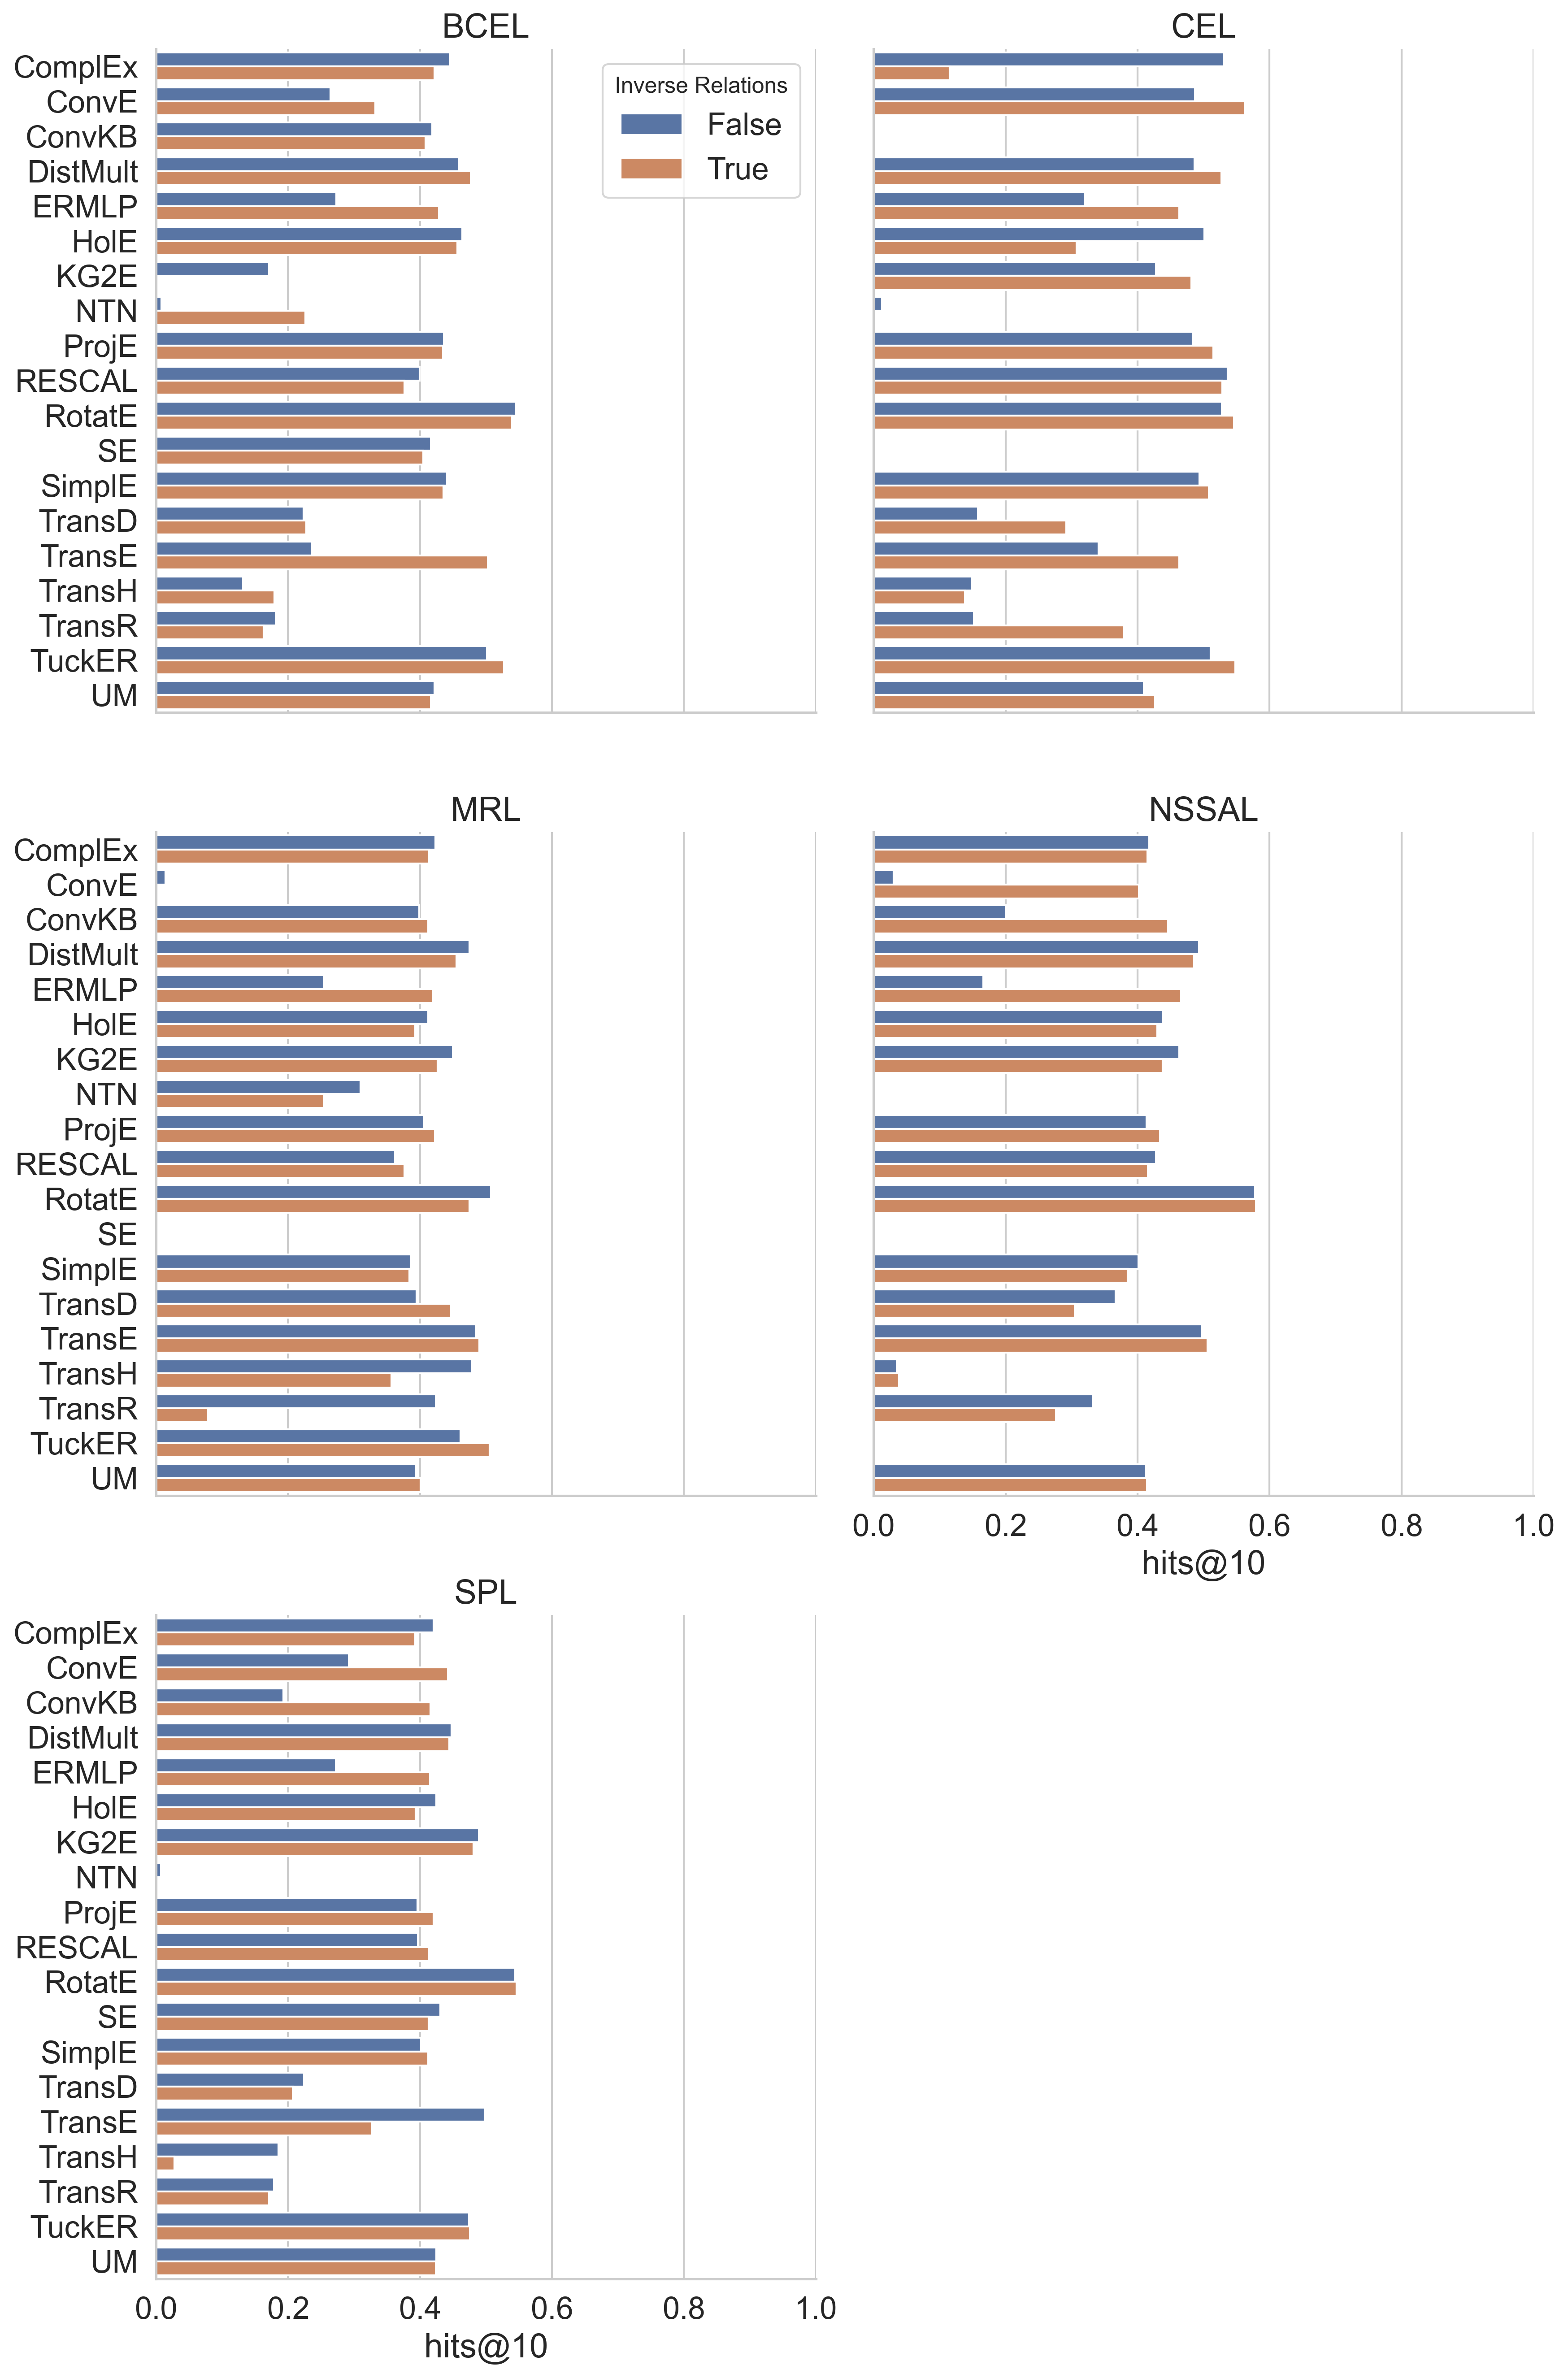 BCEL
ComplEx
ConvE
ConvKB
DistMult
ERMLP
HolE
KG2E
NTN
ProjE
RESCAL
RotatE
SE
SimplE
TransD
TransE
TransH
TransR
TuckER
UM
Inverse Relations
False
True
CEL
MRL
ComplEx
ConvE
ConvKB
DistMult
ERMLP
HolE
KG2E
NTN
ProjE
RESCAL
RotatE
SE
SimplE
TransD
TransE
TransH
TransR
TuckER
UM
NSSAL
0.0 0.2 0.4 0.6 0.8 1.0
hits@10
SPL
ComplEx
ConvE
ConvKB
DistMult
ERMLP
HolE
KG2E
NTN
ProjE
RESCAL
RotatE
SE
SimplE
TransD
TransE
TransH
TransR
TuckER
UM
0.0 0.2 0.4 0.6 0.8 1.0
hits@10